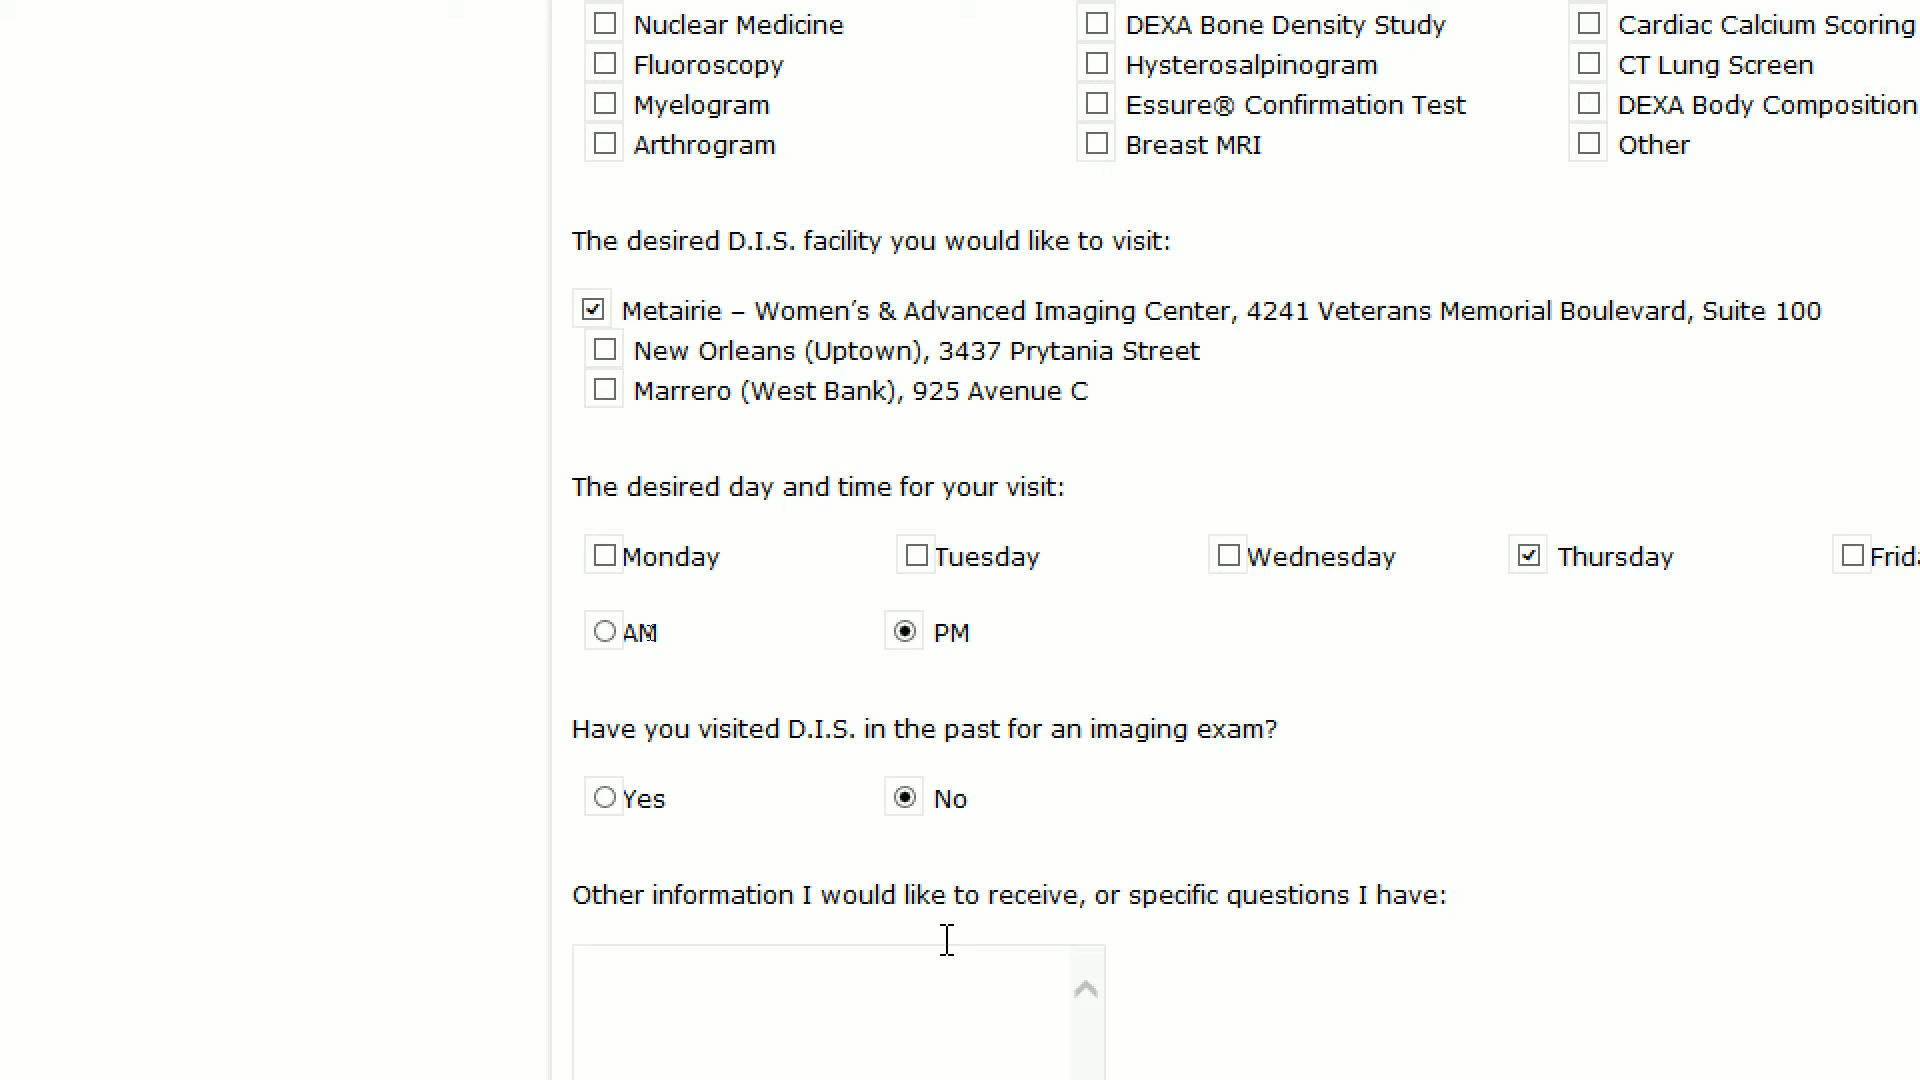 Nuclear Medicine DEXA Bone Density Study Cardiac Calcium Scoring
Fluoroscopy Hysterosalpinogram CT Lung Screen
Myelogram Essure® Confirmation Test DEXA Body Composition
Arthrogram Breast MRI Other
The desired D.I.S. facility you would like to visit:
Metairie – Women's & Advanced Imaging Center, 4241 Veterans Memorial Boulevard, Suite 100
New Orleans (Uptown), 3437 Prytania Street
Marrero (West Bank), 925 Avenue C
The desired day and time for your visit:
Monday Tuesday Wednesday Thursday
AM PM
Have you visited D.I.S. in the past for an imaging exam?
Yes No
Other information I would like to receive, or specific questions I have: